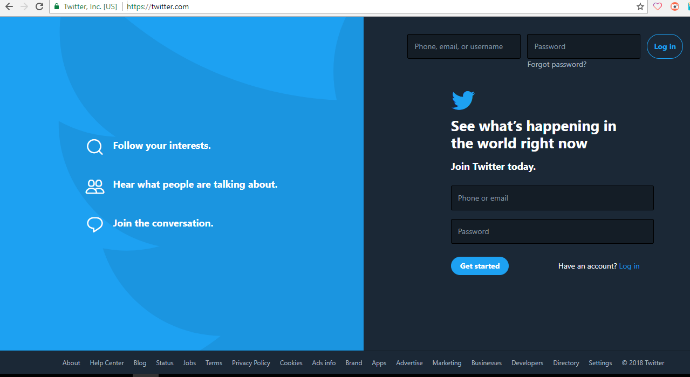 Twitter, Inc. [US] https://twitter.com
Phone, email, or username
Password
Log in
Forgot password?
See what's happening in
the world right now
Join Twitter today.
Phone or email
Password
Get started
Have an account? Log in
Follow your interests.
Hear what people are talking about.
Join the conversation.
About Help Center Blog Status Jobs Terms Privacy Policy Cookies Ads info Brand Apps Advertise Marketing Businesses Developers Directory Settings © 2018 Twitter